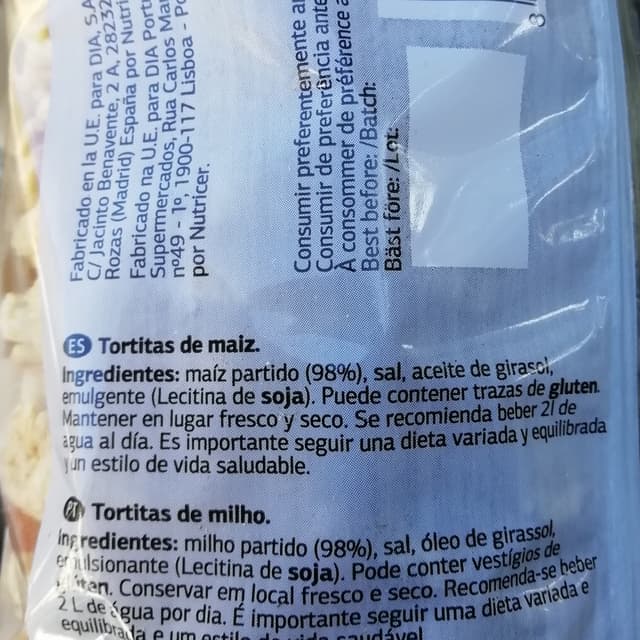 Fabricado en la U.E. para DIA, S.A.
C/ Jacinto Benavente, 2 A, 28232
Rozas (Madrid) España por Nutri
Fabricado na U.E. para DIA Portu
Supermercados, Rua Carlos Mar
nº49 - 1º, 1900-117 Lisboa - Po
por Nutricer.
Consumir preferentemente an
Consumir de preferência ante
À consommer de préférence a
Best before: /Batch:
Bäst före: /Lot:
8
ES Tortitas de maiz.
Ingredientes: maíz partido (98%), sal, aceite de girasol,
emulgente (Lecitina de soja). Puede contener trazas de gluten.
Mantener en lugar fresco y seco. Se recomienda beber 2l de
agua al día. Es importante seguir una dieta variada y equilibrada
y un estilo de vida saludable.
PT Tortitas de milho.
Ingredientes: milho partido (98%), sal, óleo de girassol,
emulsionante (Lecitina de soja). Pode conter vestígios de
glúten. Conservar em local fresco e seco. Recomenda-se beber
2 L de água por dia. É importante seguir uma dieta variada e
equilibrada e um estilo de vida saudável